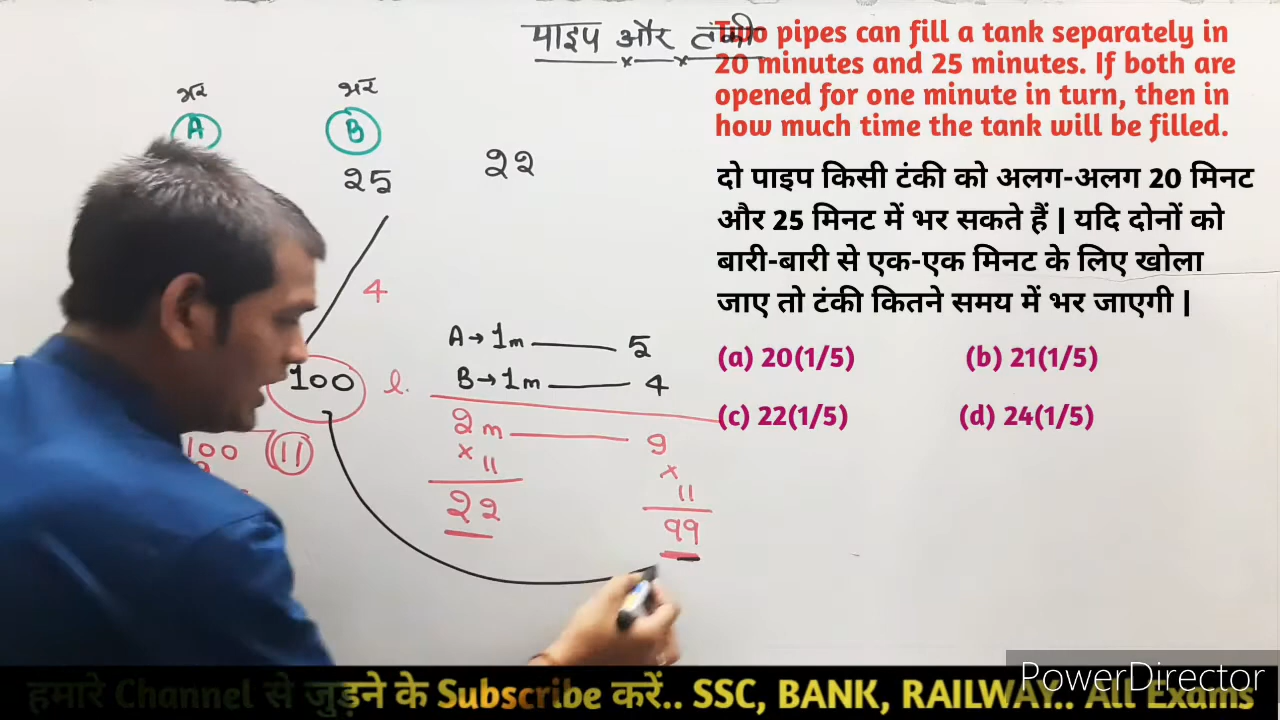 पाइप और टंकी
Two pipes can fill a tank separately in
20 minutes and 25 minutes. If both are
opened for one minute in turn, then in
how much time the tank will be filled.
दो पाइप किसी टंकी को अलग-अलग 20 मिनट
और 25 मिनट में भर सकते हैं | यदि दोनों को
बारी-बारी से एक-एक मिनट के लिए खोला
जाए तो टंकी कितने समय में भर जाएगी |
(a) 20(1/5) (b) 21(1/5)
(c) 22(1/5) (d) 24(1/5)
भर भर
A B
25 22
4
100 l.
100 11
A→1m 5
B→1m 4
2m 9
× 11 × 11
22 99
हमारे Channel से जुड़ने के Subscribe करें.. SSC, BANK, RAILWAY.. All Exams
PowerDirector